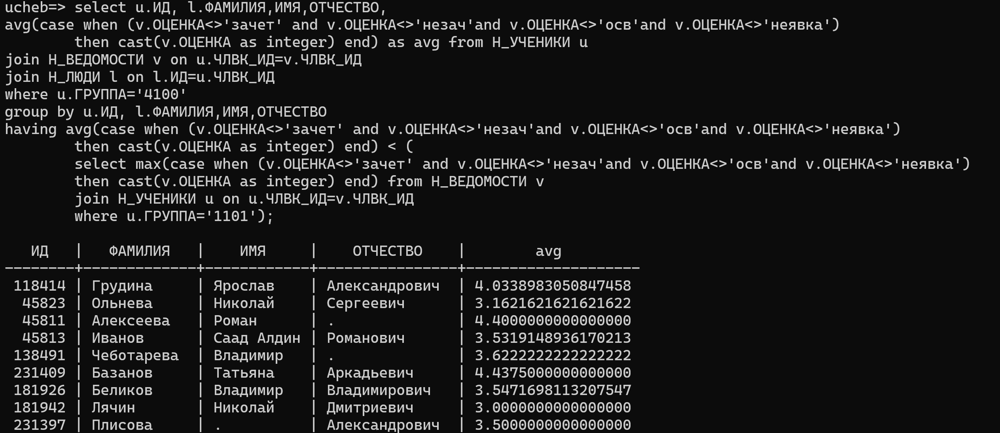 ucheb=> select u.ИД, l.ФАМИЛИЯ,ИМЯ,ОТЧЕСТВО,
avg(case when (v.ОЦЕНКА<>'зачет' and v.ОЦЕНКА<>'незач'and v.ОЦЕНКА<>'осв'and v.ОЦЕНКА<>'неявка')
        then cast(v.ОЦЕНКА as integer) end) as avg from Н_УЧЕНИКИ u
join Н_ВЕДОМОСТИ v on u.ЧЛВК_ИД=v.ЧЛВК_ИД
join Н_ЛЮДИ l on l.ИД=u.ЧЛВК_ИД
where u.ГРУППА='4100'
group by u.ИД, l.ФАМИЛИЯ,ИМЯ,ОТЧЕСТВО
having avg(case when (v.ОЦЕНКА<>'зачет' and v.ОЦЕНКА<>'незач'and v.ОЦЕНКА<>'осв'and v.ОЦЕНКА<>'неявка')
        then cast(v.ОЦЕНКА as integer) end) < (
        select max(case when (v.ОЦЕНКА<>'зачет' and v.ОЦЕНКА<>'незач'and v.ОЦЕНКА<>'осв'and v.ОЦЕНКА<>'неявка')
        then cast(v.ОЦЕНКА as integer) end) from Н_ВЕДОМОСТИ v
        join Н_УЧЕНИКИ u on u.ЧЛВК_ИД=v.ЧЛВК_ИД
        where u.ГРУППА='1101');
   ИД   |   ФАМИЛИЯ   |    ИМЯ     |    ОТЧЕСТВО    |        avg
--------+-------------+------------+----------------+--------------------
 118414 | Грудина     | Ярослав    | Александрович  | 4.0338983050847458
  45823 | Ольнева     | Николай    | Сергеевич      | 3.1621621621621622
  45811 | Алексеева   | Роман      | .              | 4.4000000000000000
  45813 | Иванов      | Саад Алдин | Романович      | 3.5319148936170213
 138491 | Чеботарева  | Владимир   | .              | 3.6222222222222222
 231409 | Базанов     | Татьяна    | Аркадьевич     | 4.4375000000000000
 181926 | Беликов     | Владимир   | Владимирович   | 3.5471698113207547
 181942 | Лячин       | Николай    | Дмитриевич     | 3.0000000000000000
 231397 | Плисова     | .          | Александрович  | 3.5000000000000000